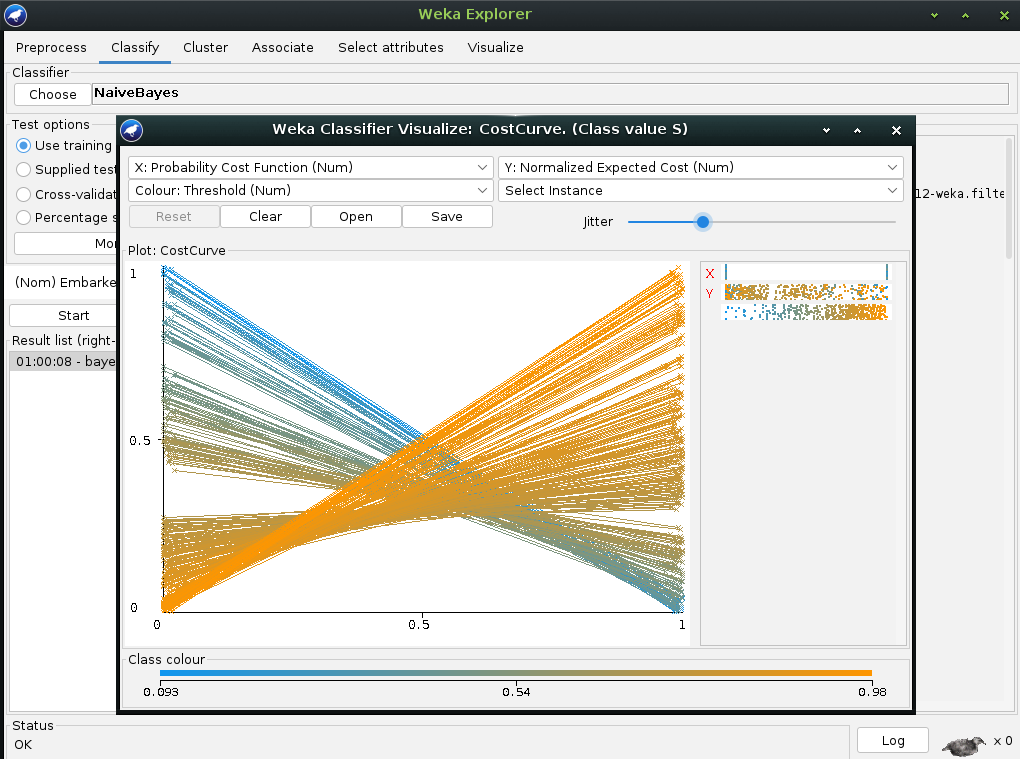 Weka Explorer
Preprocess Classify Cluster Associate Select attributes Visualize
Classifier
Choose NaiveBayes
Test options
Use training
Supplied test
Cross-validat
Percentage s
Mor
(Nom) Embarke
Start
Result list (right-
01:00:08 - baye
12-weka.filte
Weka Classifier Visualize: CostCurve. (Class value S)
X: Probability Cost Function (Num) Y: Normalized Expected Cost (Num)
Colour: Threshold (Num) Select Instance
Reset Clear Open Save Jitter
Plot: CostCurve
1
0.5
0
0 0.5 1
X
Y
Class colour
0.093 0.54 0.98
Status
OK
Log x 0